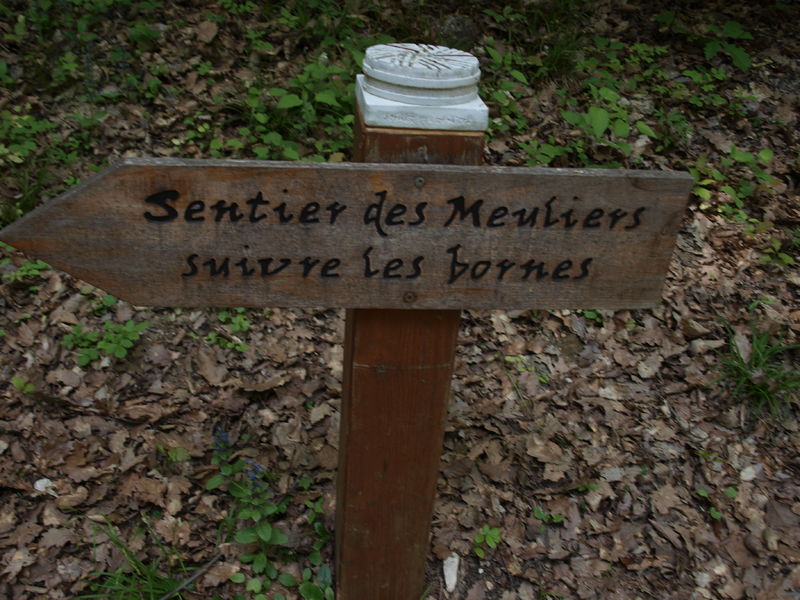 Sentier des Meuliers
suivre les bornes